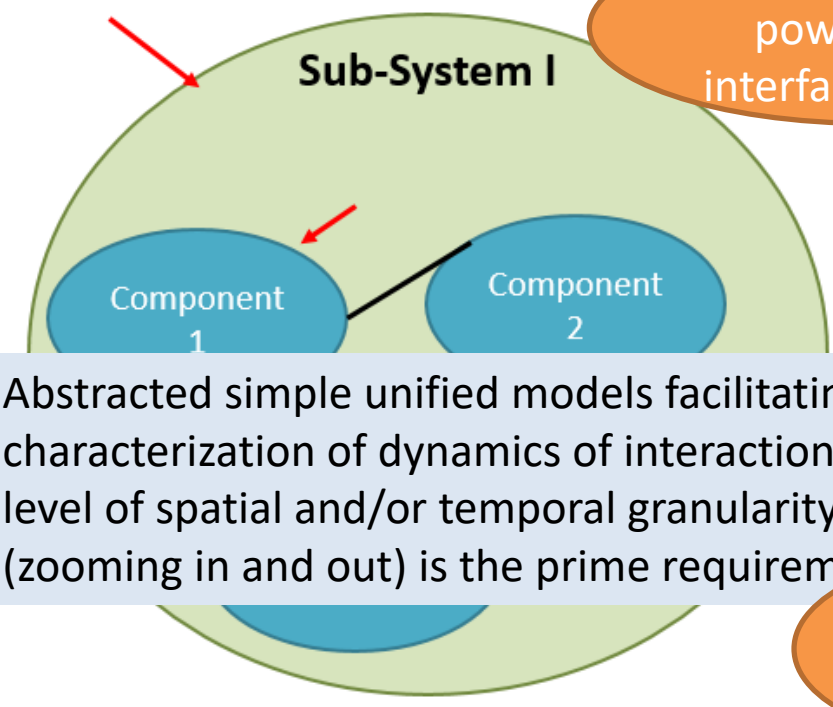 Sub-System I
pow
interfa
Component
1
Component
2
Abstracted simple unified models facilitatin
characterization of dynamics of interaction
level of spatial and/or temporal granularity
(zooming in and out) is the prime requirem